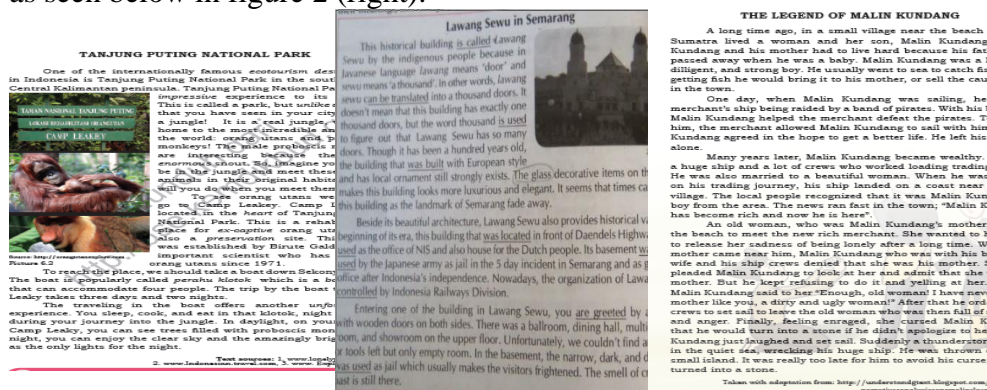 as seen below in figure 2 (right).
TANJUNG PUTING NATIONAL PARK
One of the internationally famous ecotourism
in Indonesia is Tanjung Puting National Park in the
Central Kalimantan peninsula. Tanjung Puting National
TAMAN NASIONAL TANJUNG PUTING
LOKASI REHABILITASI ORANGUTAN
CAMP LEAKEY
impressive experience to its
This is called a park, but unlike
that you have seen in your city
a jungle! It is a real jungle,
home to the most incredible
the world: orang utans and
monkeys! The male proboscis
are interesting because
enormous snout. So, imagine
be in the jungle and meet these
animals in their original
will you do when you meet them
To see orang utans we
go to Camp Leakey. Camp
located in the heart of Tanjung
National Park. This is a
place for ex-captive orang
also a preservation site.
was established by Birute
important scientist who has
orang utans since 1971.
Picture 6.2
To reach the place, we should take a boat down
The boat is popularly called perahu klotok which is a
that can accommodate four people. The trip by the boat
Leaky takes three days and two nights.
The traveling in the boat offers another
experience. You sleep, cook, and eat in that klotok, night
during your journey into the jungle. In daylight, on your
Camp Leaky, you can see trees filled with proboscis
night, you can enjoy the clear sky and the amazingly
as the only lights for the night.
Text sources:
Lawang Sewu in Semarang
This historical building is called Lawang
Sewu by the indigenous people because in
Javanese language lawang means 'door' and
sewu means 'a thousand'. In other words, lawang
sewu can be translated into a thousand doors. It
doesn't mean that this building has exactly one
thousand doors, but the word thousand is used
to figure out that Lawang Sewu has so many
doors. Though it has been a hundred years old,
the building that was built with European style
and has local ornament still strongly exists. The glass decorative items on
makes this building looks more luxurious and elegant. It seems that times
this building as the landmark of Semarang fade away.
Beside its beautiful architecture, Lawang Sewu also provides historical
beginning of its era, this building that was located in front of Daendels
used as the office of NIS and also house for the Dutch people. Its basement
used by the Japanese army as jail in the 5 day incident in Semarang and as
office after Indonesia's independence. Nowadays, the organization of
controlled by Indonesia Railways Division.
Entering one of the building in Lawang Sewu, you are greeted by
with wooden doors on both sides. There was a ballroom, dining hall,
room, and showroom on the upper floor. Unfortunately, we couldn't find
or tools left but only empty room. In the basement, the narrow, dark, and
was used as jail which usually makes the visitors frightened. The smell of
is still there.
THE LEGEND OF MALIN KUNDANG
A long time ago, in a small village near the beach
Sumatra lived a woman and her son, Malin Kundang
Kundang and his mother had to live hard because his
passed away when he was a baby. Malin Kundang was a
dilligent, and strong boy. He usually went to sea to catch
getting fish he would bring it to his mother, or sell the
in the town.
One day, when Malin Kundang was sailing, he
merchant's ship being raided by a band of pirates. With his
Malin Kundang helped the merchant defeat the pirates.
him, the merchant allowed Malin Kundang to sail with him
Kundang agreed in the hope to get a better life. He left his
alone.
Many years later, Malin Kundang became wealthy.
a huge ship and a lot of crews who worked loading trading
He was also married to a beautiful woman. When he was
on his trading journey, his ship landed on a coast near
village. The local people recognized that it was Malin
boy from the area. The news ran fast in the town; "Malin
has become rich and now he is here".
An old woman, who was Malin Kundang's
the beach to meet the new rich merchant. She wanted to
to release her sadness of being lonely after a long time.
mother came near him, Malin Kundang who was with his
wife and his ship crews denied that she was his mother.
pleaded Malin Kundang to look at her and admit that she
mother. But he kept refusing to do it and yelling at her.
Malin Kundang said to her "Enough, old woman! I have
mother like you, a dirty and ugly woman!" After that he
crews to set sail to leave the old woman who was then full of
and anger. Finally, feeling enraged, she cursed Malin
that he would turn into a stone if he didn't apologize to
Kundang just laughed and set sail. Suddenly a
in the quiet sea, wrecking his huge ship. He was thrown
small island. It was really too late for him to avoid his
turned into a stone.
Taken with adaptation from: http://understandgtext.blogspot.com